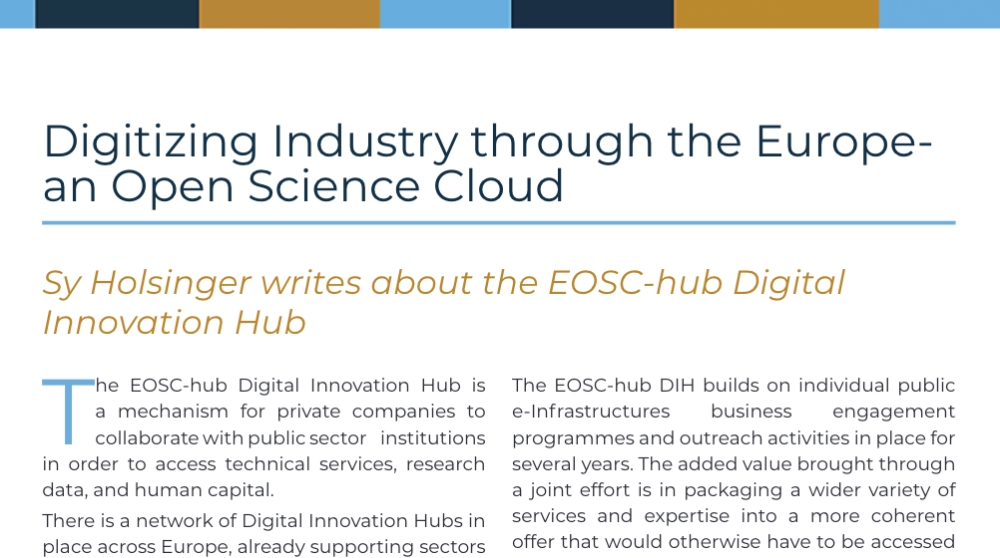 Digitizing Industry through the Europe-
an Open Science Cloud
Sy Holsinger writes about the EOSC-hub Digital
Innovation Hub
The EOSC-hub Digital Innovation Hub is
a mechanism for private companies to
collaborate with public sector institutions
in order to access technical services, research
data, and human capital.
There is a network of Digital Innovation Hubs in
place across Europe, already supporting sectors
The EOSC-hub DIH builds on individual public
e-Infrastructures business engagement
programmes and outreach activities in place for
several years. The added value brought through
a joint effort is in packaging a wider variety of
services and expertise into a more coherent
offer that would otherwise have to be accessed